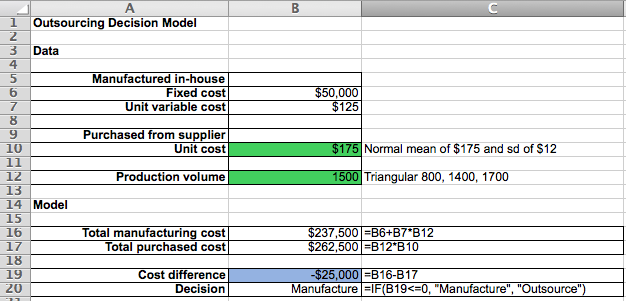 A B C
1 Outsourcing Decision Model
2
3 Data
4
5 Manufactured in-house
6 Fixed cost $50,000
7 Unit variable cost $125
8
9 Purchased from supplier
10 Unit cost $175 Normal mean of $175 and sd of $12
11
12 Production volume 1500 Triangular 800, 1400, 1700
13
14 Model
15
16 Total manufacturing cost $237,500 =B6+B7*B12
17 Total purchased cost $262,500 =B12*B10
18
19 Cost difference -$25,000 =B16-B17
20 Decision Manufacture =IF(B19<=0, "Manufacture", "Outsource")